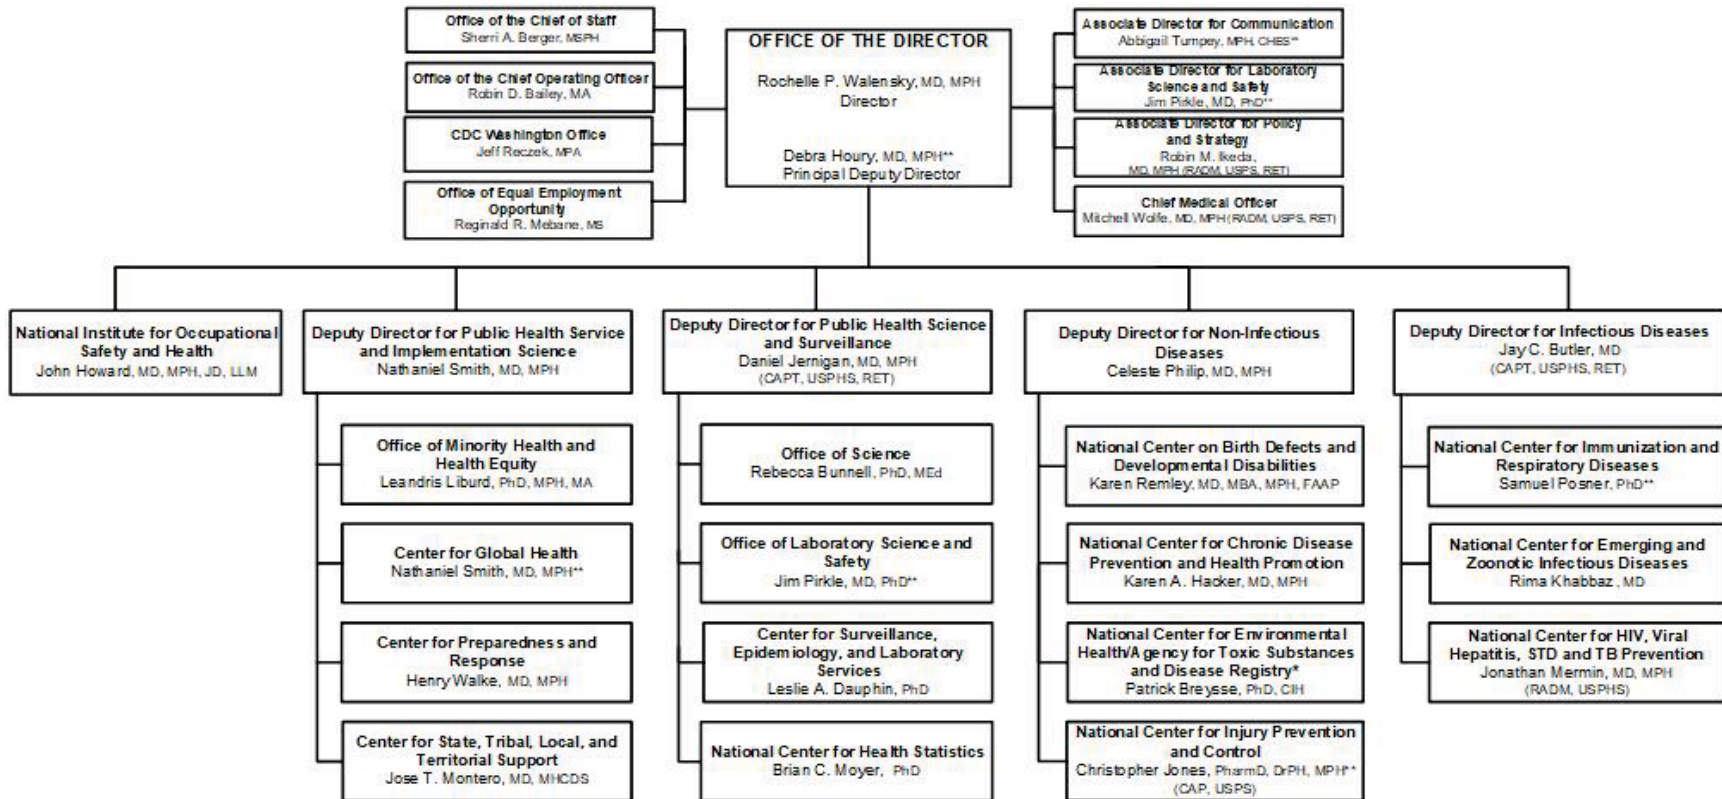 Office of the Chief of Staff
Sherri A. Berger, MSPH
Office of the Chief Operating Officer
Robin D. Bailey, MA
CDC Washington Office
Jeff Reczek, MPA
Office of Equal Employment
Opportunity
Reginald R. Mebane, MS
OFFICE OF THE DIRECTOR
Rochelle P. Walensky, MD, MPH
Director
Debra Houry, MD, MPH**
Principal Deputy Director
Associate Director for Communication
Abbigail Tumpey, MPH, CHES**
Associate Director for Laboratory
Science and Safety
Jim Pirkle, MD, PhD**
Associate Director for Policy
and Strategy
Robin M. Ikeda,
MD, MPH (RADM, USPS, RET)
Chief Medical Officer
Mitchell Wolfe, MD, MPH (RADM, USPS, RET)
National Institute for Occupational
Safety and Health
John Howard, MD, MPH, JD, LLM
Deputy Director for Public Health Service
and Implementation Science
Nathaniel Smith, MD, MPH
Office of Minority Health and
Health Equity
Leandris Liburd, PhD, MPH, MA
Center for Global Health
Nathaniel Smith, MD, MPH**
Center for Preparedness and
Response
Henry Walke, MD, MPH
Center for State, Tribal, Local, and
Territorial Support
Jose T. Montero, MD, MHCDS
Deputy Director for Public Health Science
and Surveillance
Daniel Jernigan, MD, MPH
(CAPT, USPHS, RET)
Office of Science
Rebecca Bunnell, PhD, MEd
Office of Laboratory Science and
Safety
Jim Pirkle, MD, PhD**
Center for Surveillance,
Epidemiology, and Laboratory
Services
Leslie A. Dauphin, PhD
National Center for Health Statistics
Brian C. Moyer, PhD
Deputy Director for Non-Infectious
Diseases
Celeste Philip, MD, MPH
National Center on Birth Defects and
Developmental Disabilities
Karen Remley, MD, MBA, MPH, FAAP
National Center for Chronic Disease
Prevention and Health Promotion
Karen A. Hacker, MD, MPH
National Center for Environmental
Health/Agency for Toxic Substances
and Disease Registry*
Patrick Breysse, PhD, CIH
National Center for Injury Prevention
and Control
Christopher Jones, PharmD, DrPH, MPH**
(CAP, USPS)
Deputy Director for Infectious Diseases
Jay C. Butler, MD
(CAPT, USPHS, RET)
National Center for Immunization and
Respiratory Diseases
Samuel Posner, PhD**
National Center for Emerging and
Zoonotic Infectious Diseases
Rima Khabbaz, MD
National Center for HIV, Viral
Hepatitis, STD and TB Prevention
Jonathan Mermin, MD, MPH
(RADM, USPHS)